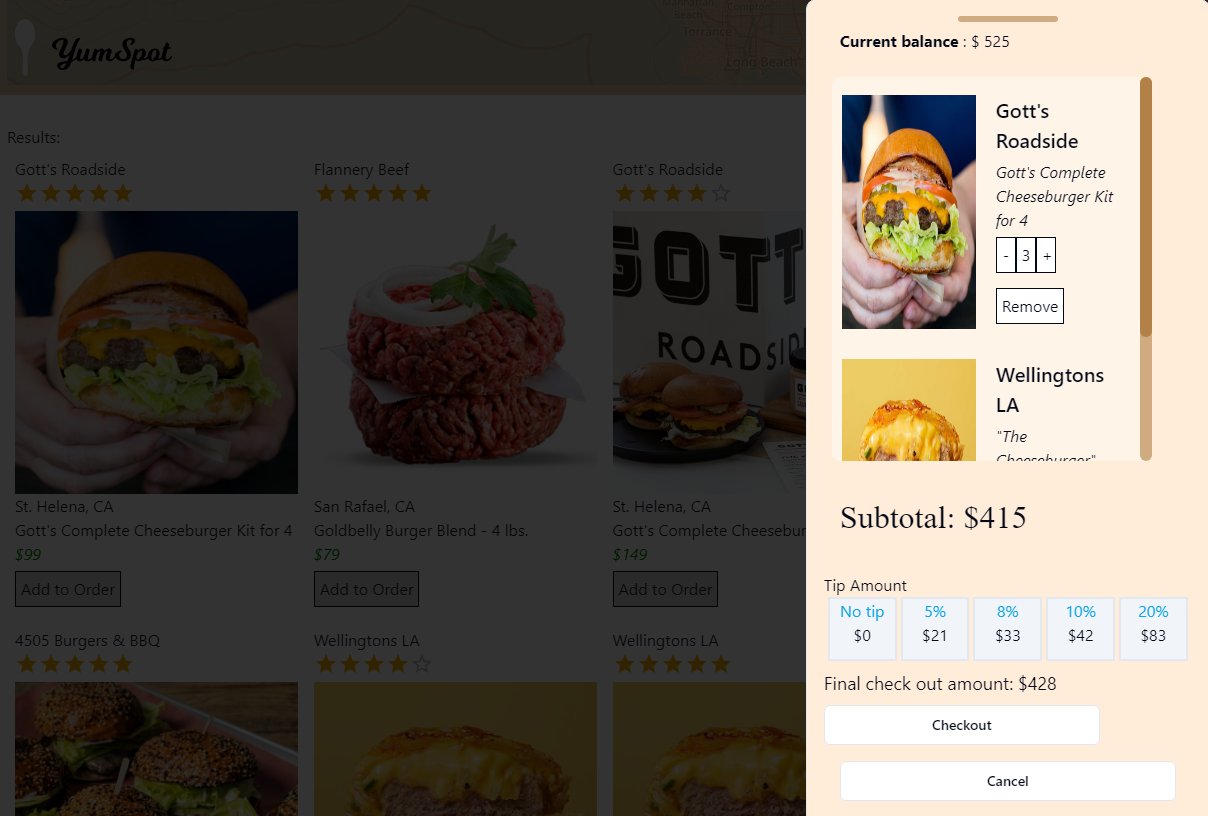 Manhattan
Beach
Compton
Torrance
Long Beach
YumSpot
Results:
Gott's Roadside
Flannery Beef
Gott's Roadside
GOTT
ROADSID
St. Helena, CA
Gott's Complete Cheeseburger Kit for 4
$99
Add to Order
San Rafael, CA
Goldbelly Burger Blend - 4 lbs.
$79
Add to Order
St. Helena, CA
Gott's Complete Cheesebur
$149
Add to Order
4505 Burgers & BBQ
Wellingtons LA
Wellingtons LA
Current balance : $ 525
Gott's
Roadside
Gott's Complete
Cheeseburger Kit
for 4
- 3 +
Remove
Wellingtons
LA
"The
Cheeseburger"
Subtotal: $415
Tip Amount
No tip 5% 8% 10% 20%
$0 $21 $33 $42 $83
Final check out amount: $428
Checkout
Cancel